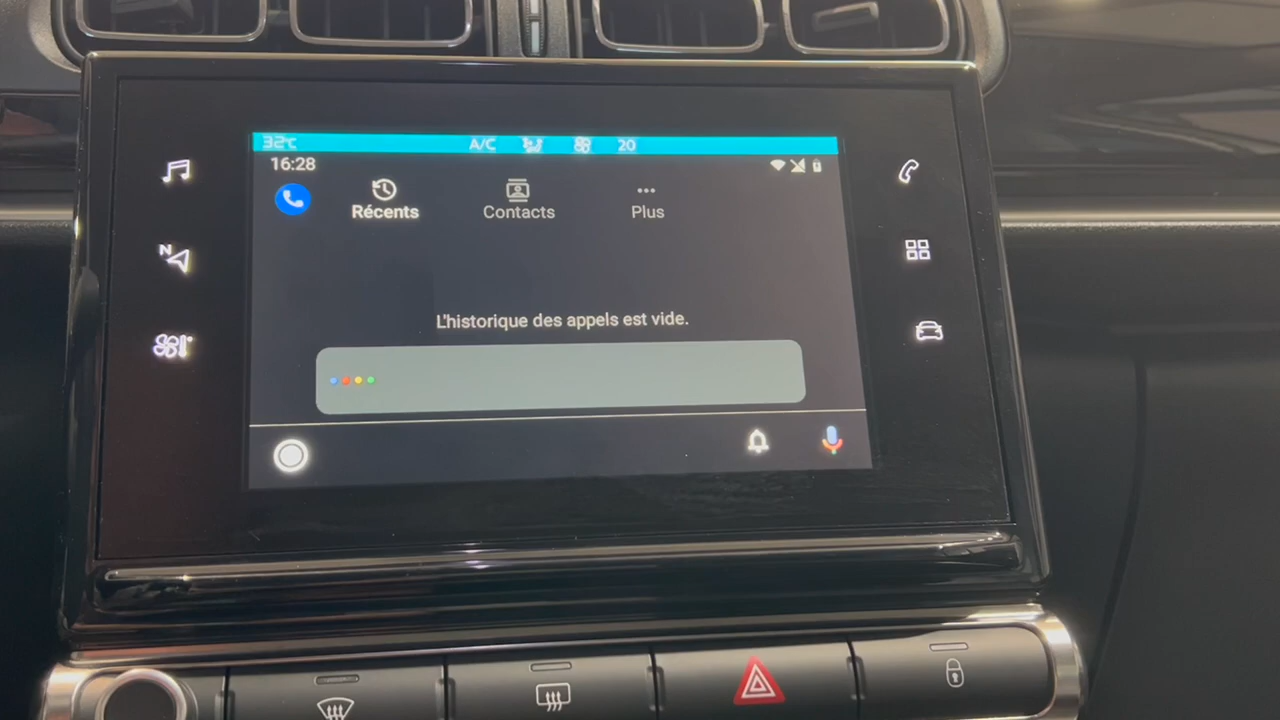 32°C A/C 20
16:28
Récents Contacts Plus
N
L'historique des appels est vide.